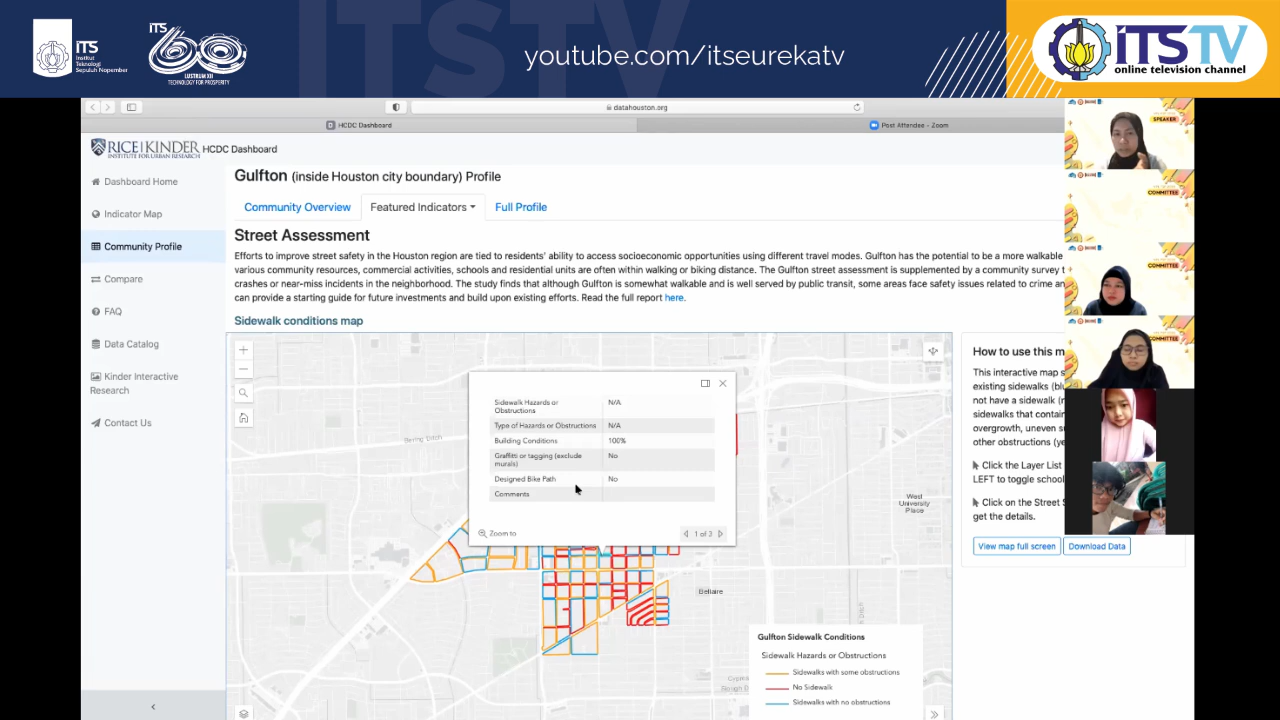 iTS
Institut
Teknologi
Sepuluh Nopember
iTS
60
LUSTRUM XII
TECHNOLOGY FOR PROSPERITY
ITSTV
youtube.com/itseurekatv
iTSTV
online television channel
datahouston.org
HCDC Dashboard
Post Attendee - Zoom
RICE | KINDER
INSTITUTE FOR URBAN RESEARCH
HCDC Dashboard
Dashboard Home
Indicator Map
Community Profile
Compare
FAQ
Data Catalog
Kinder Interactive
Research
Contact Us
Gulfton (inside Houston city boundary) Profile
Community Overview
Featured Indicators
Full Profile
Street Assessment
Efforts to improve street safety in the Houston region are tied to residents' ability to access socioeconomic opportunities using different travel modes. Gulfton has the potential to be a more walkable
various community resources, commercial activities, schools and residential units are often within walking or biking distance. The Gulfton street assessment is supplemented by a community survey t
crashes or near-miss incidents in the neighborhood. The study finds that although Gulfton is somewhat walkable and is well served by public transit, some areas face safety issues related to crime an
can provide a starting guide for future investments and build upon existing efforts. Read the full report here.
Sidewalk conditions map
Sidewalk Hazards or
Obstructions
N/A
Type of Hazards or Obstructions
N/A
Building Conditions
100%
Graffiti or tagging (exclude
murals)
No
Designed Bike Path
No
Comments
Zoom to
1 of 3
Bering Ditch
West
University
Place
Bellaire
Gulfton Sidewalk Conditions
Sidewalk Hazards or Obstructions
Sidewalks with some obstructions
No Sidewalk
Sidewalks with no obstructions
How to use this m
This interactive map s
existing sidewalks (bl
not have a sidewalk (r
sidewalks that contain
overgrowth, uneven su
other obstructions (ye
Click the Layer List
LEFT to toggle school
Click on the Street S
get the details.
View map full screen
Download Data
SPEAKER
COMMITTEE
COMMITTEE
COMMITTEE